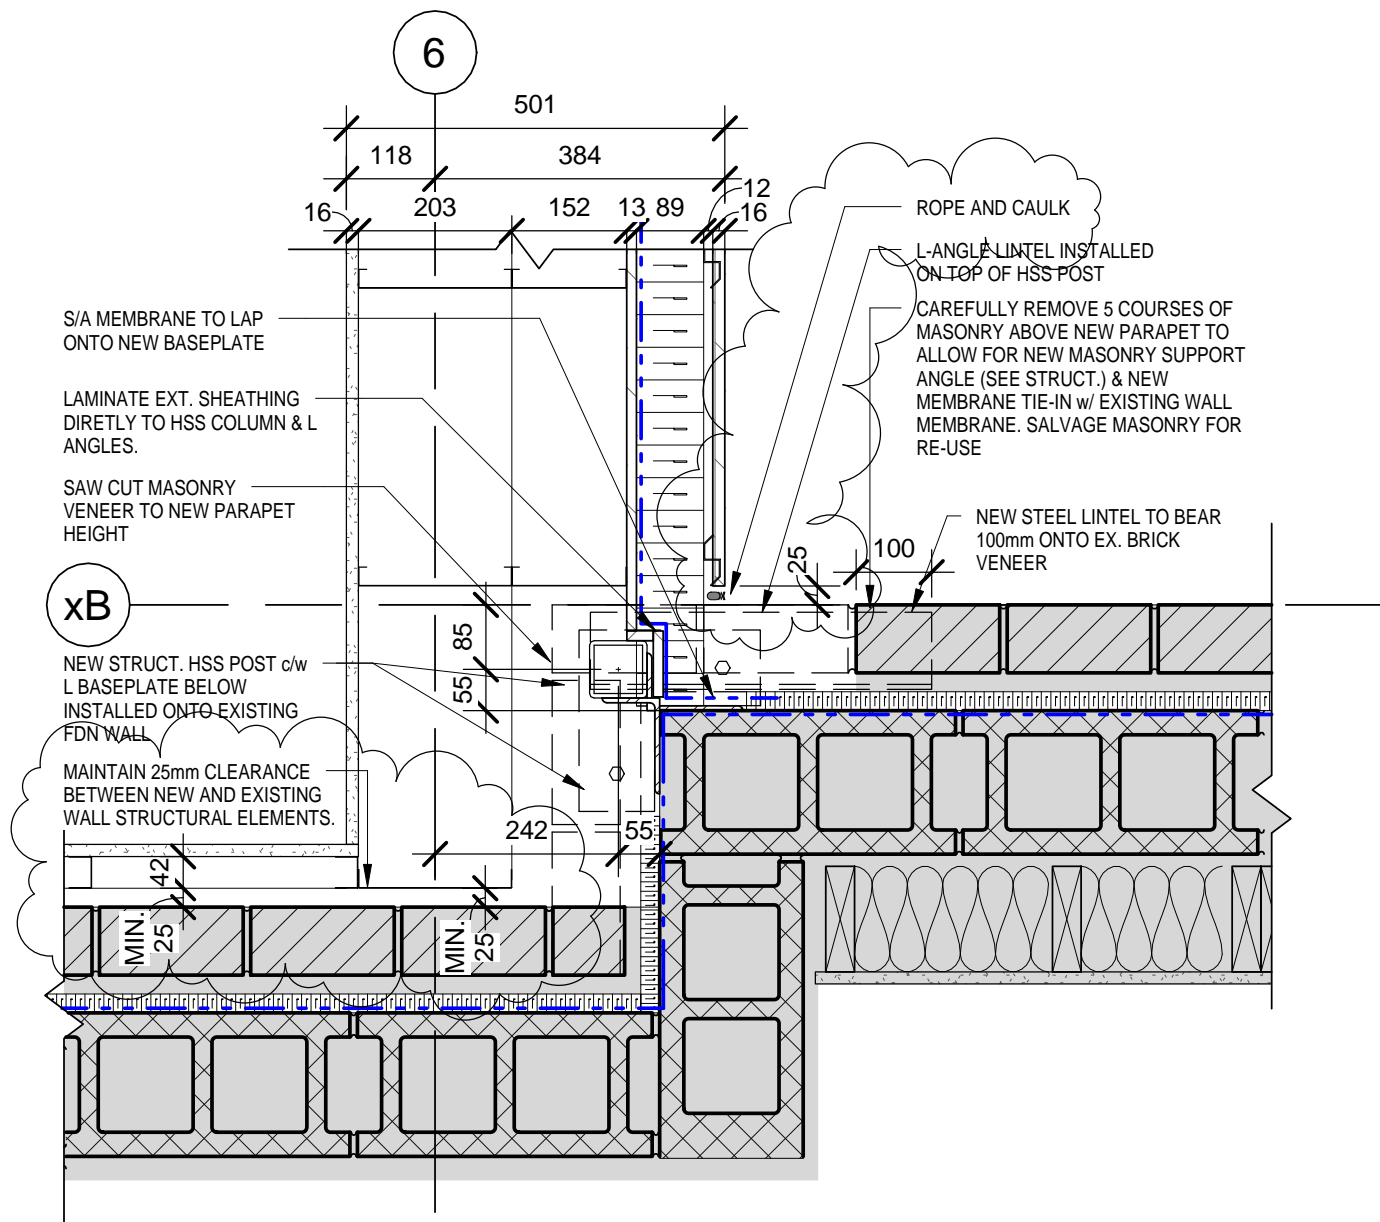 6
501
118
384
12
16
203
152
13
89
16
ROPE AND CAULK
L-ANGLE LINTEL INSTALLED
ON TOP OF HSS POST
CAREFULLY REMOVE 5 COURSES OF
MASONRY ABOVE NEW PARAPET TO
ALLOW FOR NEW MASONRY SUPPORT
ANGLE (SEE STRUCT.) & NEW
MEMBRANE TIE-IN w/ EXISTING WALL
MEMBRANE. SALVAGE MASONRY FOR
RE-USE
S/A MEMBRANE TO LAP
ONTO NEW BASEPLATE
LAMINATE EXT. SHEATHING
DIRETLY TO HSS COLUMN & L
ANGLES.
SAW CUT MASONRY
VENEER TO NEW PARAPET
HEIGHT
NEW STEEL LINTEL TO BEAR
100mm ONTO EX. BRICK
VENEER
100
25
xB
85
55
NEW STRUCT. HSS POST c/w
L BASEPLATE BELOW
INSTALLED ONTO EXISTING
FDN WALL
MAINTAIN 25mm CLEARANCE
BETWEEN NEW AND EXISTING
WALL STRUCTURAL ELEMENTS.
242
55
42
MIN.
25
MIN.
25